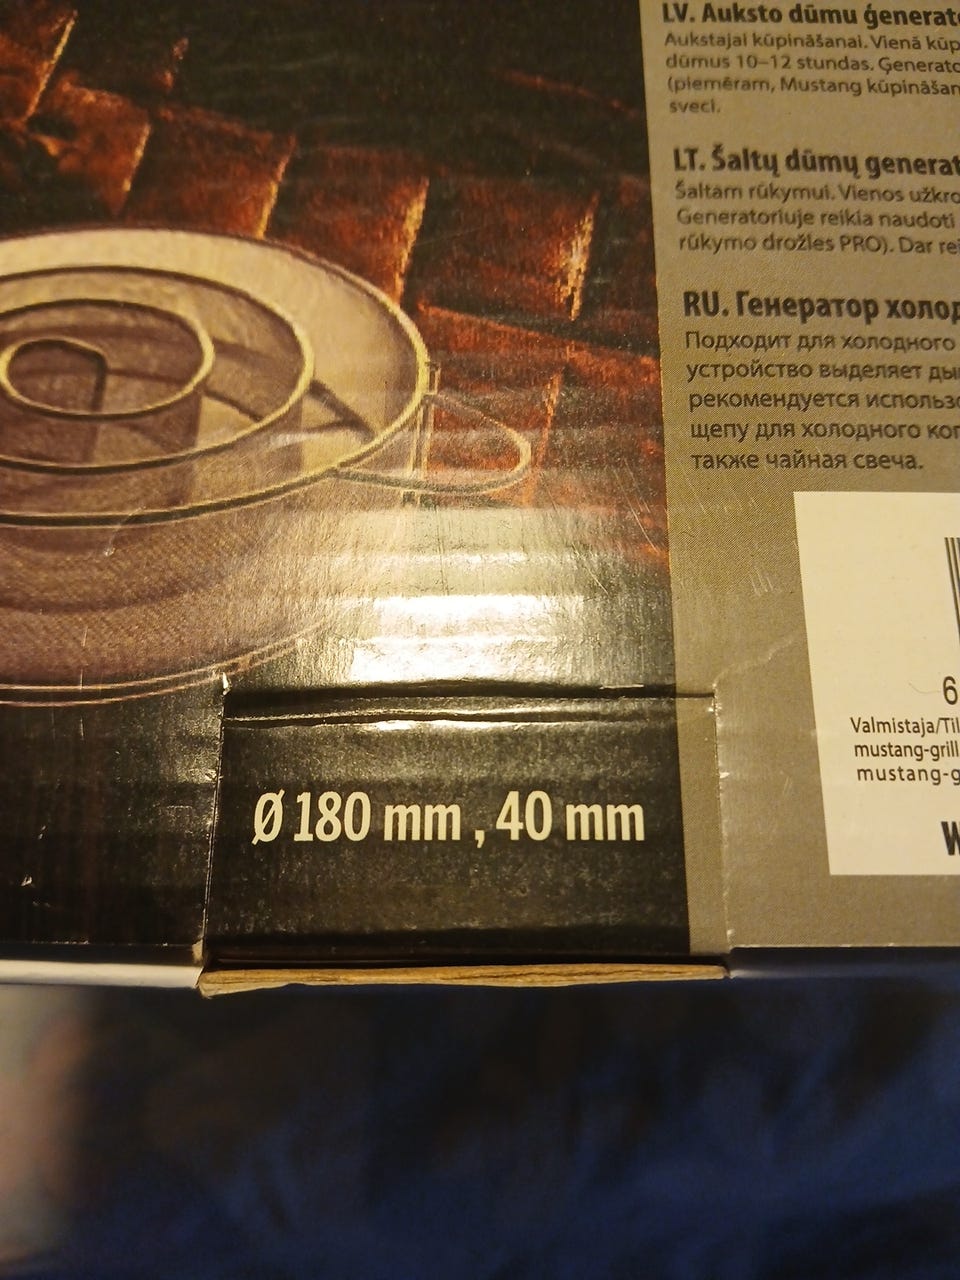 LV. Auksto dūmu ģenerato
Aukstajai kūpināšanai. Vienā kūp
dūmus 10–12 stundas. Ģenerato
(piemēram, Mustang kūpināšan
sveci.
LT. Šaltų dūmų generat
Šaltam rūkymui. Vienos užkro
Generatoriuje reikia naudoti
rūkymo drožles PRO). Dar rei
RU. Генератор холод
Подходит для холодного
устройство выделяет ды
рекомендуется использо
щепу для холодного коп
также чайная свеча.
6
Valmistaja/Til
mustang-grill
mustang-g
W
Ø 180 mm , 40 mm